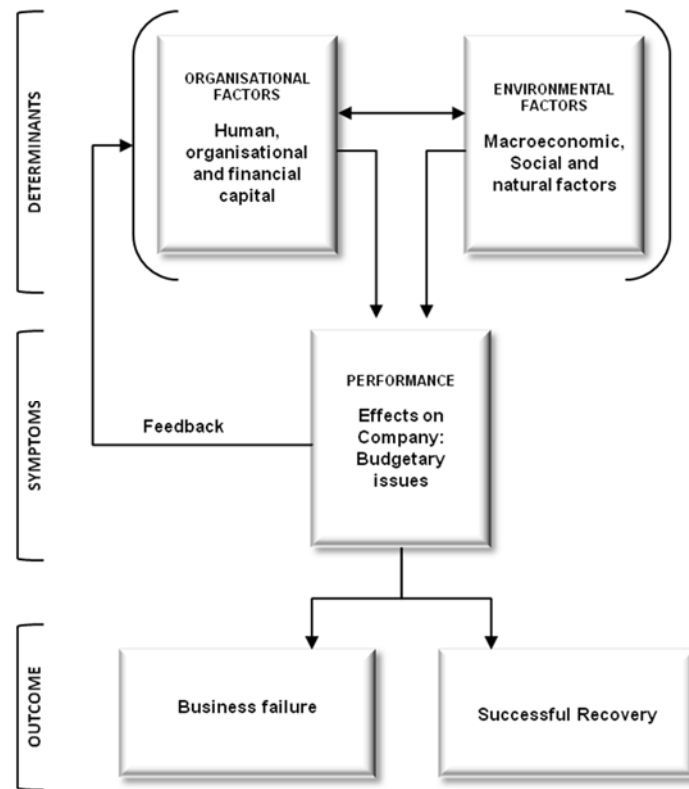 DETERMINANTS
ORGANISATIONAL
FACTORS
Human,
organisational
and financial
capital
ENVIRONMENTAL
FACTORS
Macroeconomic,
Social and
natural factors
SYMPTOMS
PERFORMANCE
Effects on
Company:
Budgetary
issues
Feedback
OUTCOME
Business failure
Successful Recovery